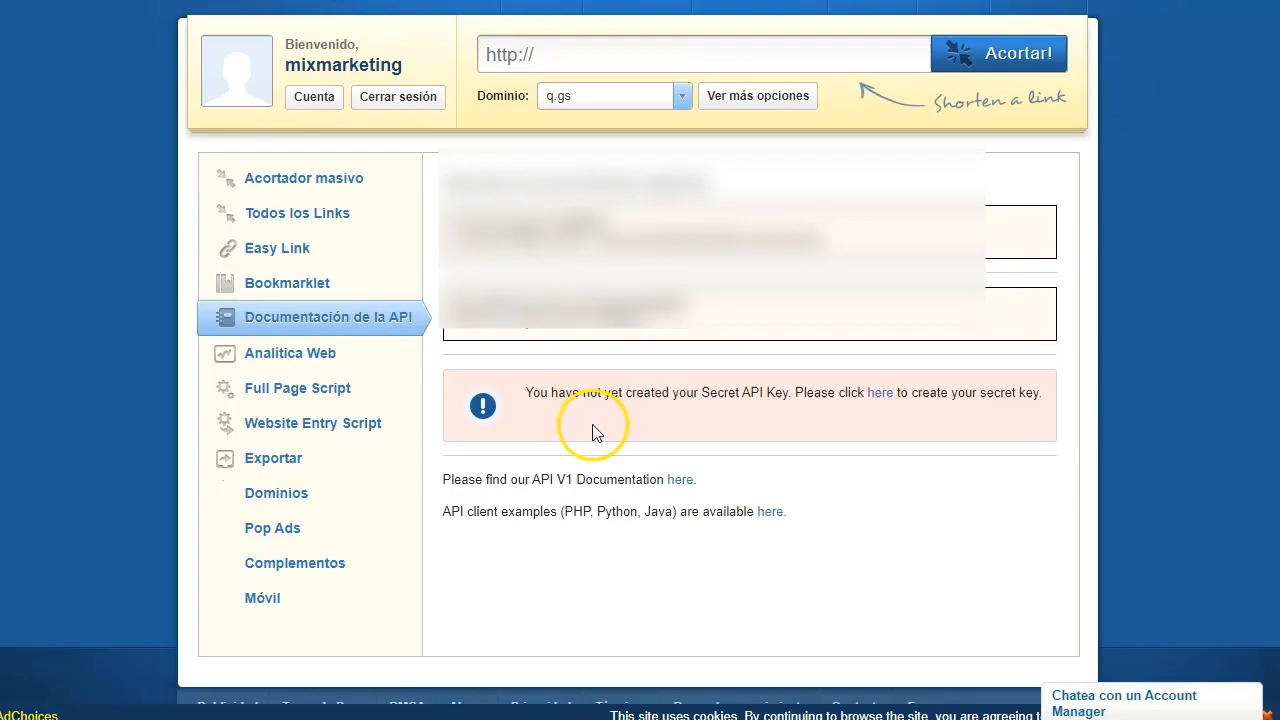 Bienvenido,
mixmarketing
Cuenta
Cerrar sesión
http://
Acortar!
Dominio:
q.gs
Ver más opciones
Shorten a link
Acortador masivo
Todos los Links
Easy Link
Bookmarklet
Documentación de la API
Analítica Web
Full Page Script
Website Entry Script
Exportar
Dominios
Pop Ads
Complementos
Móvil
You have not yet created your Secret API Key. Please click here to create your secret key.
Please find our API V1 Documentation here.
API client examples (PHP, Python, Java) are available here.
Chatea con un Account
Manager
AdChoices
This site uses cookies. By continuing to browse the site, you are agreeing